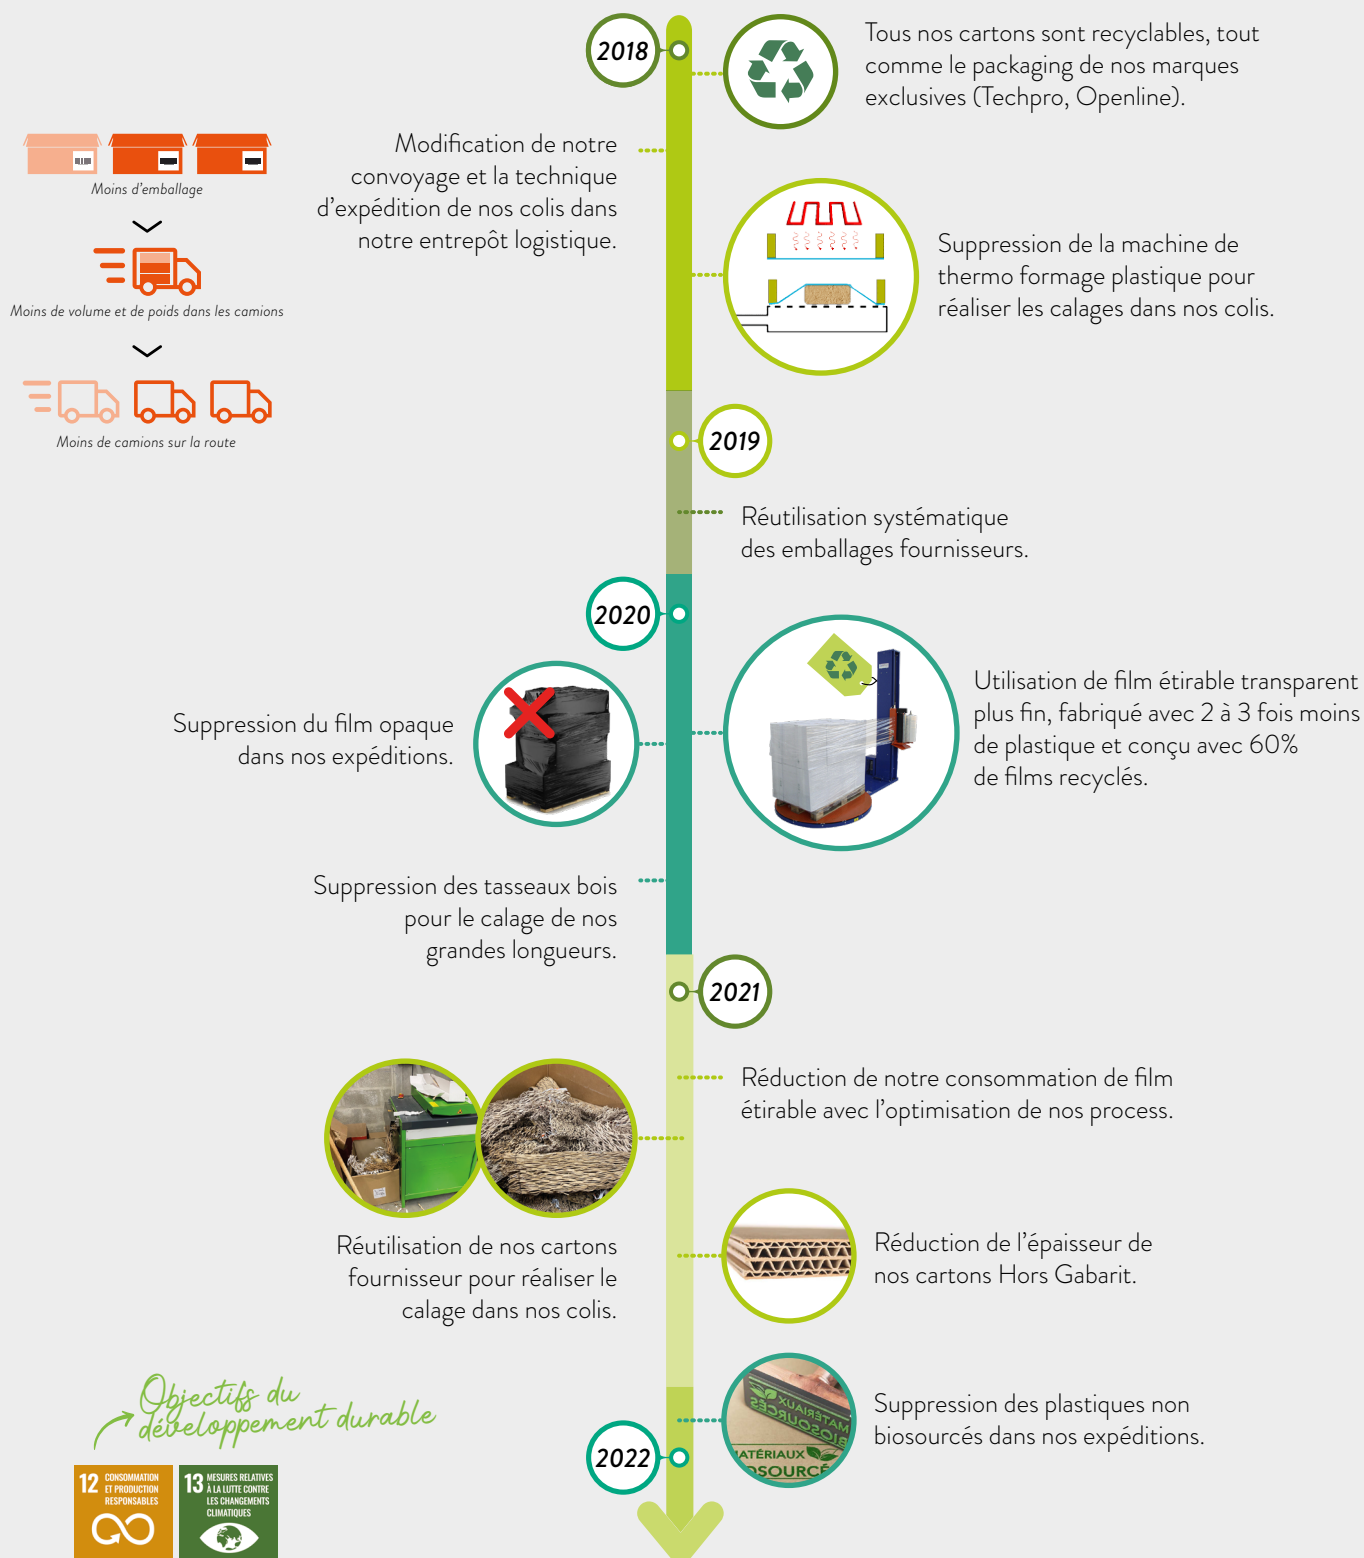 2018
Tous nos cartons sont recyclables, tout
comme le packaging de nos marques
exclusives (Techpro, Openline).
Modification de notre
convoyage et la technique
d'expédition de nos colis dans
notre entrepôt logistique.
Moins d'emballage
Moins de volume et de poids dans les camions
Moins de camions sur la route
Suppression de la machine de
thermo formage plastique pour
réaliser les calages dans nos colis.
2019
Réutilisation systématique
des emballages fournisseurs.
2020
Suppression du film opaque
dans nos expéditions.
Utilisation de film étirable transparent
plus fin, fabriqué avec 2 à 3 fois moins
de plastique et conçu avec 60%
de films recyclés.
Suppression des tasseaux bois
pour le calage de nos
grandes longueurs.
2021
Réduction de notre consommation de film
étirable avec l'optimisation de nos process.
Réutilisation de nos cartons
fournisseur pour réaliser le
calage dans nos colis.
Réduction de l'épaisseur de
nos cartons Hors Gabarit.
MATÉRIAUX
BIOSOURCÉS
ATÉRIAUX
OSOURCÉ
Suppression des plastiques non
biosourcés dans nos expéditions.
2022
Objectifs du
développement durable
12 CONSOMMATION
ET PRODUCTION
RESPONSABLES
13 MESURES RELATIVES
À LA LUTTE CONTRE
LES CHANGEMENTS
CLIMATIQUES